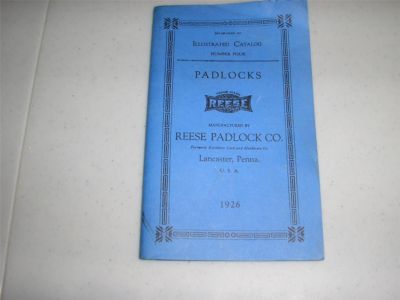 Illustrated Catalog
Number Four
PADLOCKS
REESE
MANUFACTURED BY
REESE PADLOCK CO.
Lancaster, Penna.
U. S. A.
1926